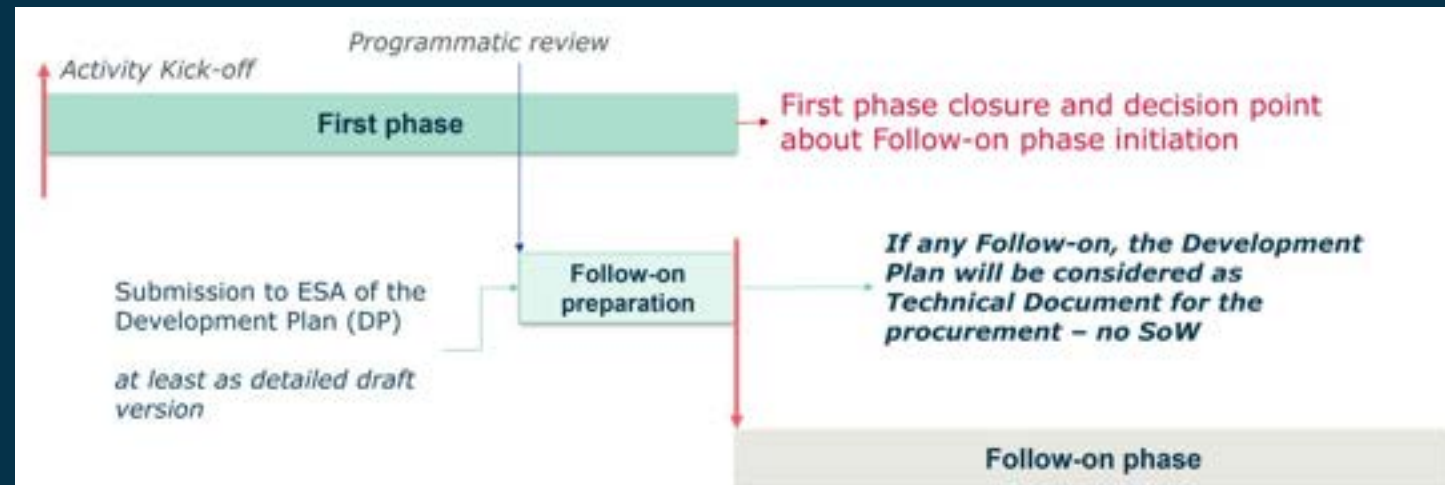 Programmatic review
Activity Kick-off
First phase
First phase closure and decision point
about Follow-on phase initiation
Submission to ESA of the
Development Plan (DP)
at least as detailed draft
version
Follow-on
preparation
If any Follow-on, the Development
Plan will be considered as
Technical Document for the
procurement – no SoW
Follow-on phase